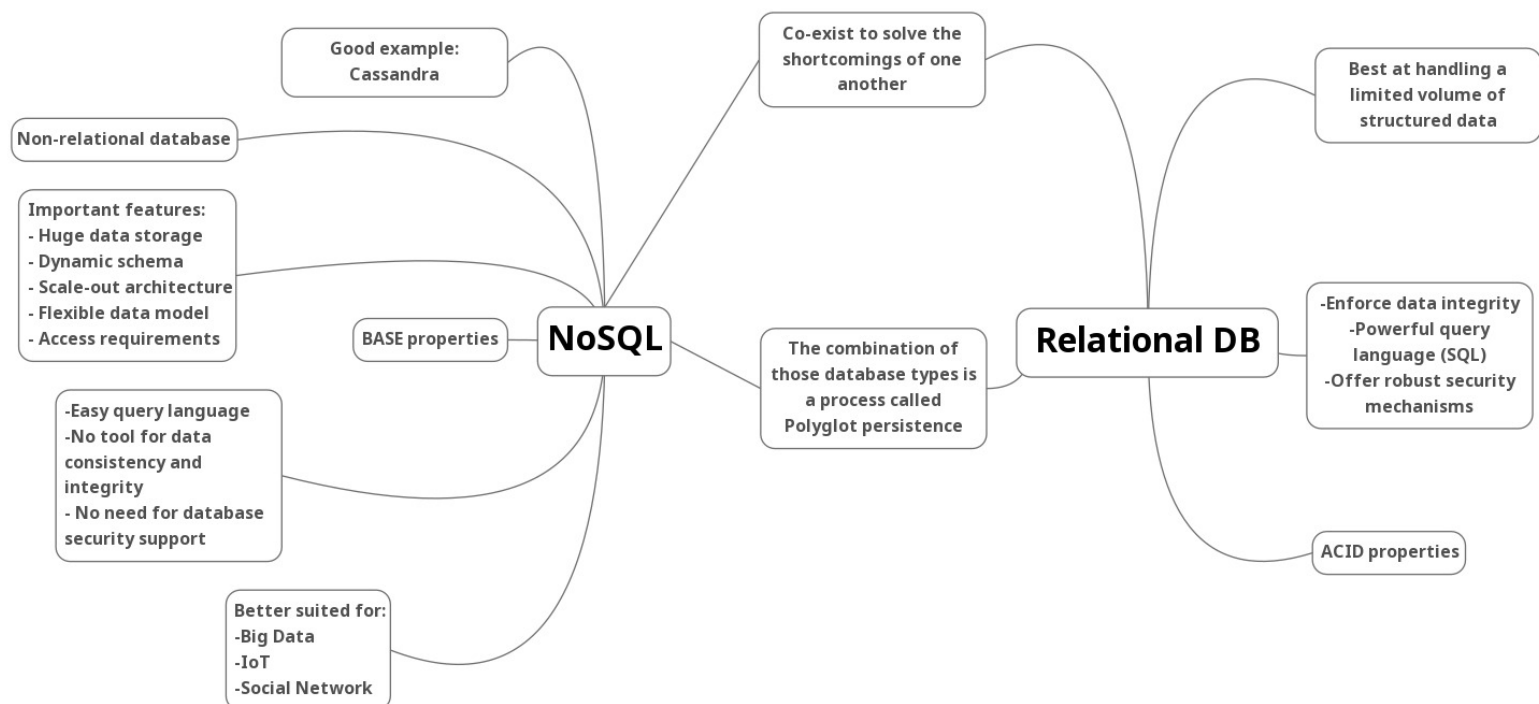 Good example:
Cassandra
Non-relational database
Important features:
- Huge data storage
- Dynamic schema
- Scale-out architecture
- Flexible data model
- Access requirements
BASE properties
-Easy query language
-No tool for data
consistency and
integrity
- No need for database
security support
Better suited for:
-Big Data
-IoT
-Social Network
NoSQL
Co-exist to solve the
shortcomings of one
another
The combination of
those database types is
a process called
Polyglot persistence
Relational DB
Best at handling a
limited volume of
structured data
-Enforce data integrity
-Powerful query
language (SQL)
-Offer robust security
mechanisms
ACID properties